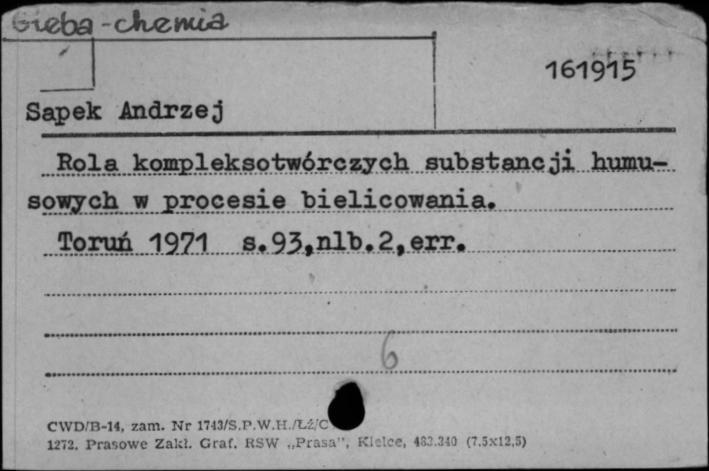 Gleba-chemia
161915
Sapek Andrzej
Rola kompleksotwórczych substancji humu-
sowych w procesie bielicowania.
Toruń 1971 s.93,nlb.2,err.
6
CWD/B-14, zam. Nr 1743/S.P.W.H./Łź/C
1272. Prasowe Zakł. Graf. RSW „Prasa”, Kielce, 483.340 (7,5x12,5)